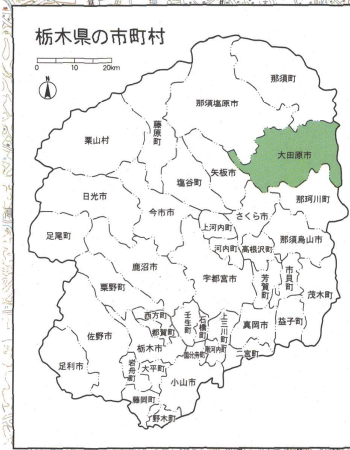 栃木県の市町村
0 10 20km
N
那須町
那須塩原市
藤原町
栗山村
大田原市
矢板市
塩谷町
那珂川町
日光市
今市市
さくら市
上河内町
足尾町
河内町
高根沢町
那須烏山市
鹿沼市
宇都宮市
芳賀町
市貝町
粟野町
茂木町
西方町
壬生町
石橋町
上三川町
都賀町
真岡市
益子町
佐野市
栃木市
国分寺町
南河内町
二宮町
岩舟町
大平町
足利市
小山市
藤岡町
野木町